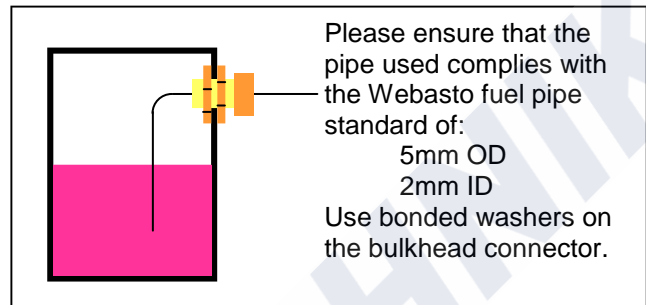 Please ensure that the
pipe used complies with
the Webasto fuel pipe
standard of:
5mm OD
2mm ID
Use bonded washers on
the bulkhead connector.